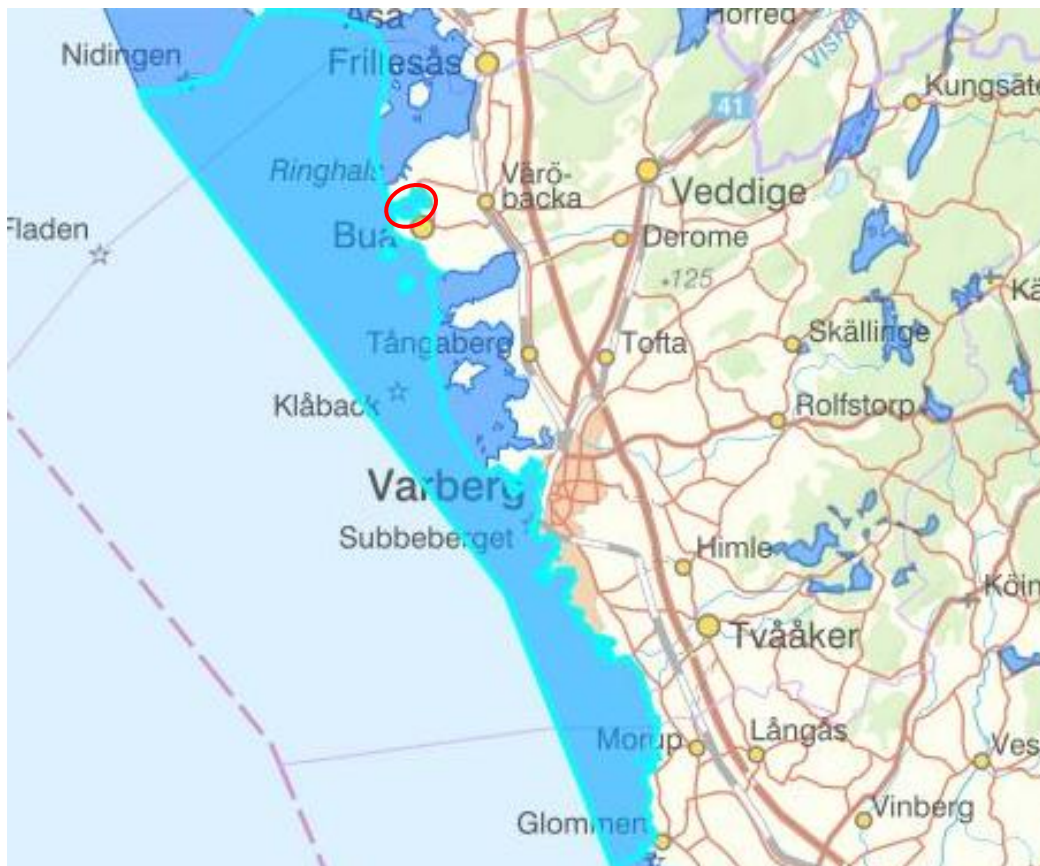 Åsa
Horred
Nidingen
Frillesås
Viskan
41
Kungsäte
Ringhals
Värö-
backa
Veddige
Fladen
Bua
Derome
125
Kä
Tångaberg
Tofta
Skällinge
Klåback
Rolfstorp
Varberg
Subbeberget
Himle
Köin
Tvååker
Morup
Långås
Ves
Vinberg
Glommen